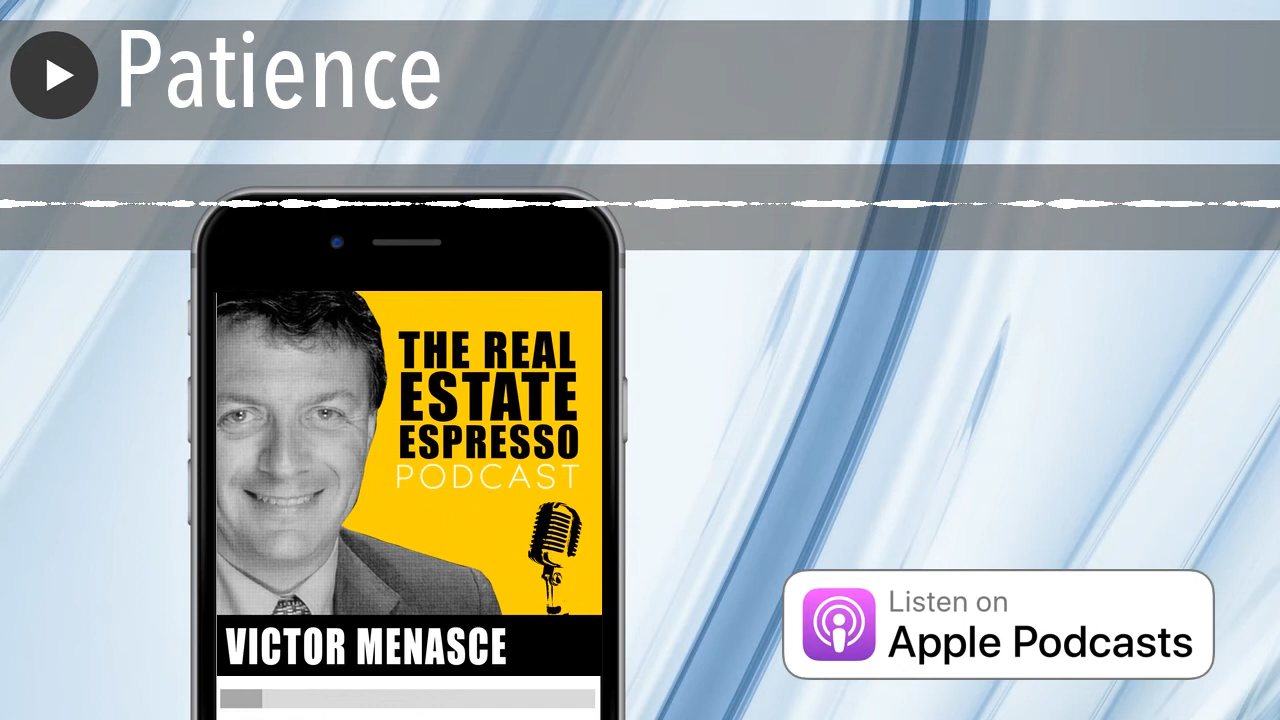 Patience
THE REAL
ESTATE
ESPRESSO
PODCAST
VICTOR MENASCE
Listen on
Apple Podcasts